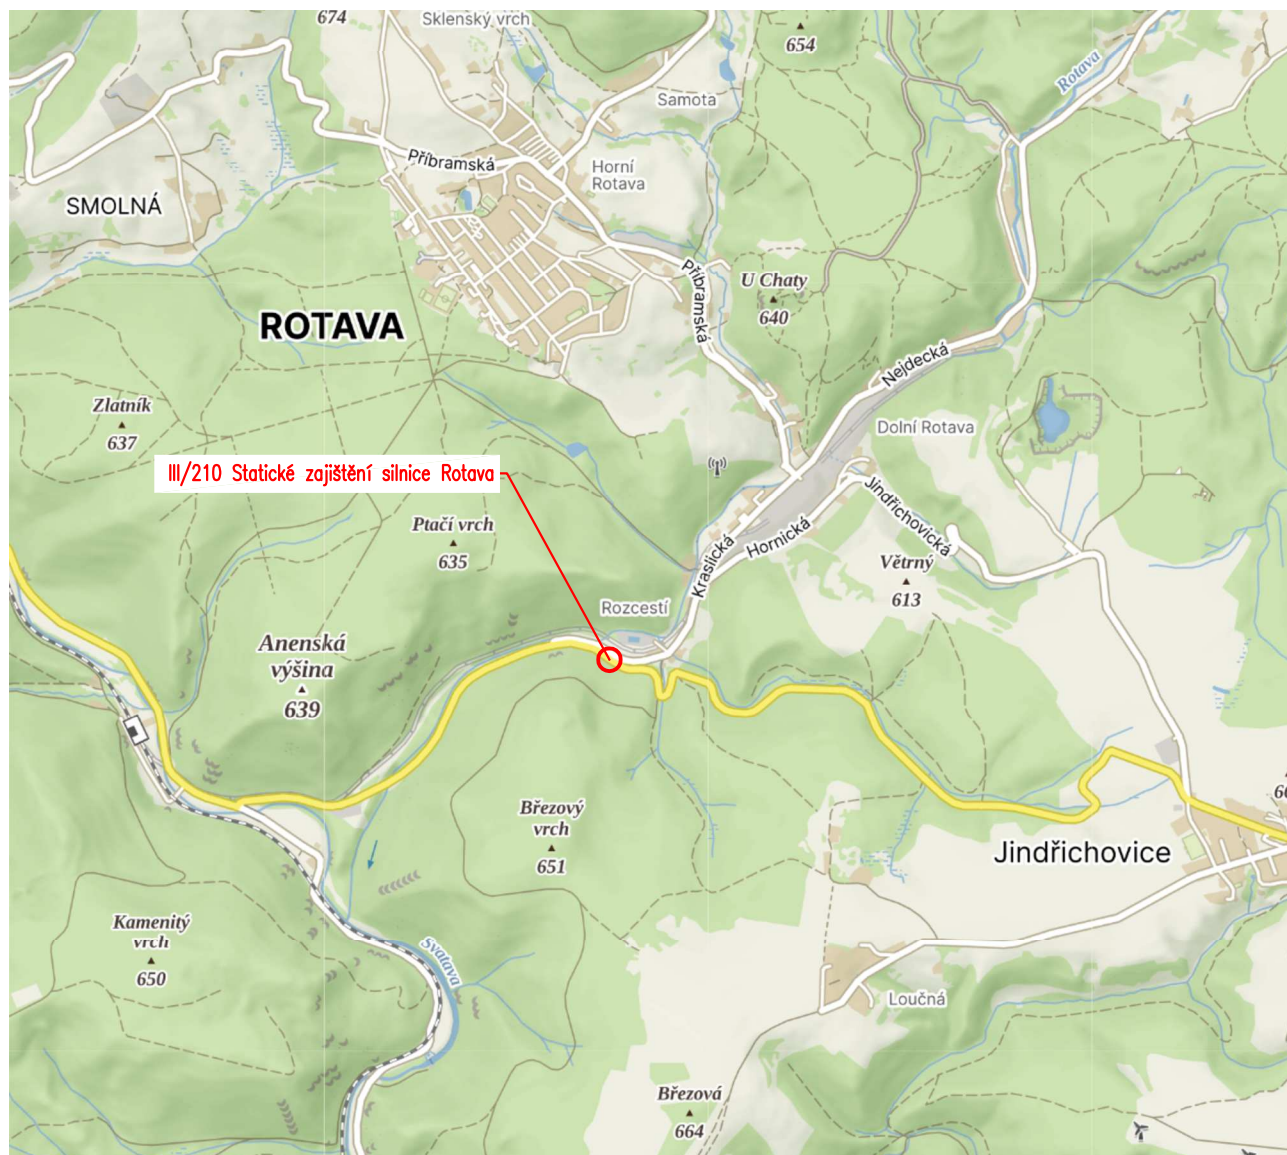 674
Sklenský vrch
654
Rotava
Samota
Příbramská
Horní
Rotava
SMOLNÁ
Příbramská
U Chaty
640
ROTAVA
Nejdecká
Zlatník
637
Dolní Rotava
III/210 Statické zajištění silnice Rotava
Jindřichovická
Ptačí vrch
635
Hornická
Kraslická
Větrný
613
Rozcestí
Anenská
výšina
639
Březový
vrch
651
Jindřichovice
Kamenitý
vrch
650
Svatava
Loučná
Březová
664